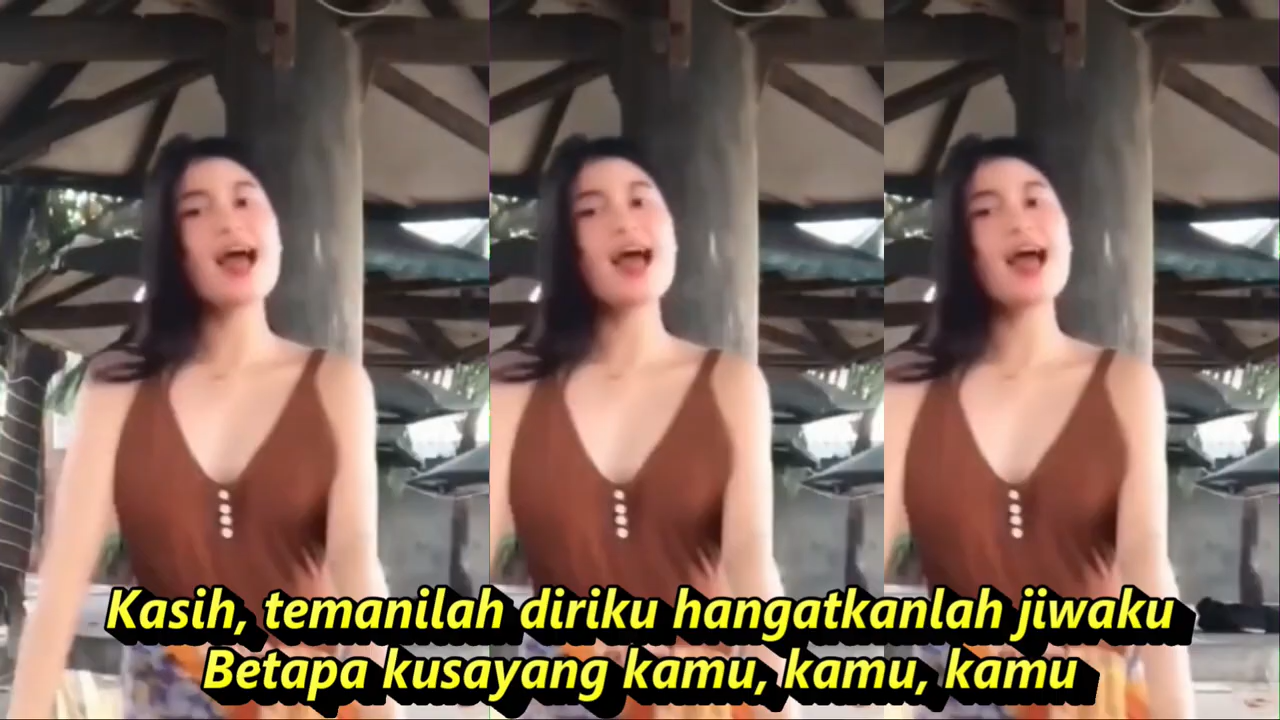 Kasih, temanilah diriku hangatkanlah jiwaku
Betapa kusayang kamu, kamu, kamu